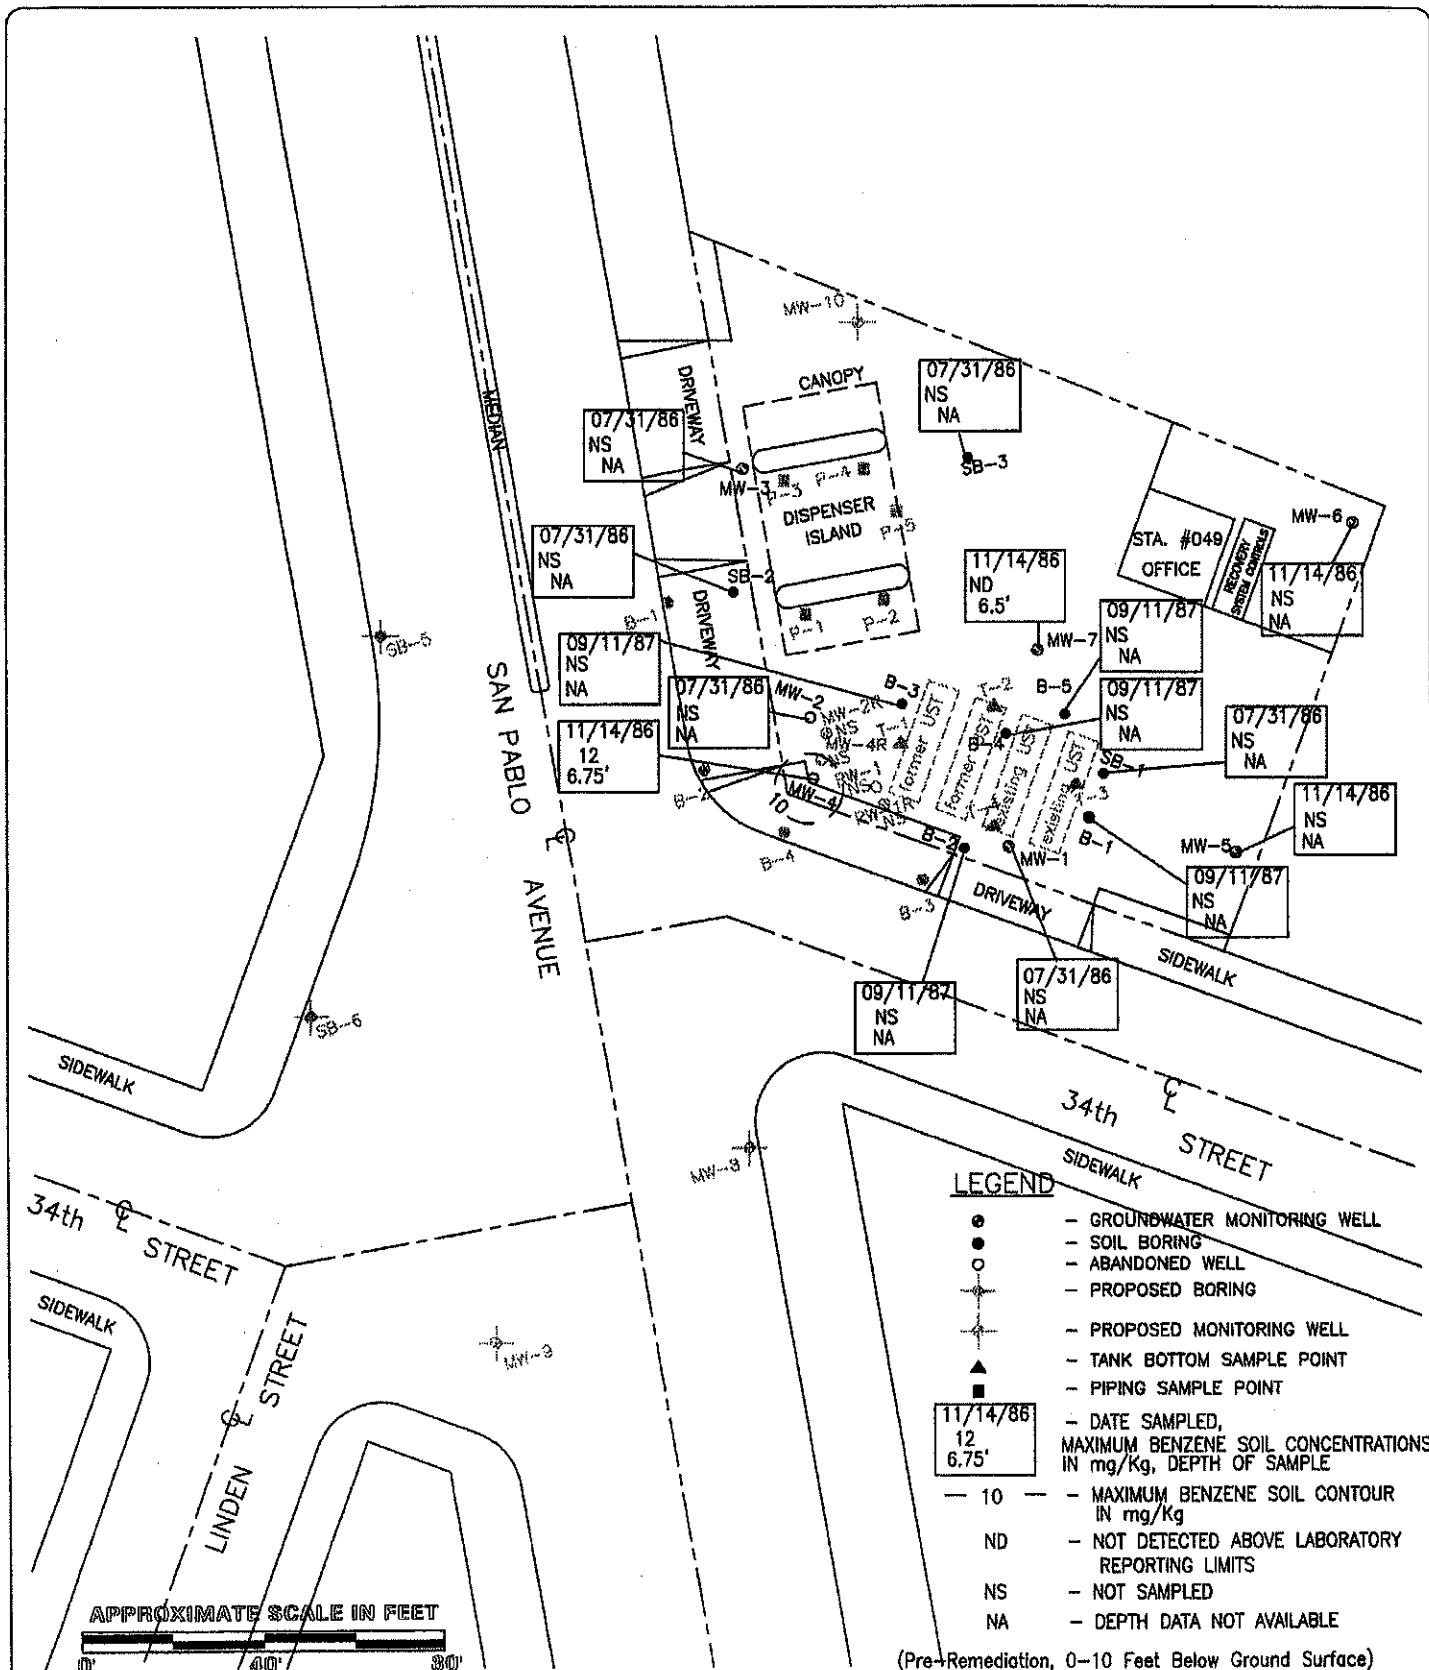 MW-10
CANOPY
07/31/86
NS
NA
SB-3
DRIVEWAY
MEDIAN
07/31/86
NS
NA
MW-3
P-3
P-4
DISPENSER
ISLAND
P-5
STA. #049
OFFICE
RECOVERY
SYSTEM CONTROLS
MW-6
11/14/86
NS
NA
07/31/86
NS
NA
SB-2
11/14/86
ND
6.5'
MW-7
09/11/87
NS
NA
B-1
DRIVEWAY
P-1
P-2
SB-5
09/11/87
NS
NA
B-3
T-2
B-5
09/11/87
NS
NA
07/31/86
NS
NA
MW-2
MW-2R
NS
T-1
MW-4R
NS
former UST
former UST
B-4
existing UST
existing UST
SB-1
07/31/86
NS
NA
11/14/86
12
6.75'
SAN PABLO
AVENUE
B-2
MW-4
RW-1
NS
10
T-3
B-1
11/14/86
NS
NA
MW-5
B-4
B-2
MW-1
09/11/87
NS
NA
B-3
DRIVEWAY
SIDEWALK
09/11/87
NS
NA
07/31/86
NS
NA
SB-6
SIDEWALK
34th
STREET
SIDEWALK
MW-8
34th
STREET
SIDEWALK
LINDEN
STREET
MW-9
LEGEND
- GROUNDWATER MONITORING WELL
- SOIL BORING
- ABANDONED WELL
- PROPOSED BORING
- PROPOSED MONITORING WELL
- TANK BOTTOM SAMPLE POINT
- PIPING SAMPLE POINT
11/14/86
12
6.75'
- DATE SAMPLED,
MAXIMUM BENZENE SOIL CONCENTRATIONS
IN mg/Kg, DEPTH OF SAMPLE
— 10 — - MAXIMUM BENZENE SOIL CONTOUR
IN mg/Kg
ND - NOT DETECTED ABOVE LABORATORY
REPORTING LIMITS
NS - NOT SAMPLED
NA - DEPTH DATA NOT AVAILABLE
(Pre-Remediation, 0-10 Feet Below Ground Surface)
APPROXIMATE SCALE IN FEET
0' 40' 80'